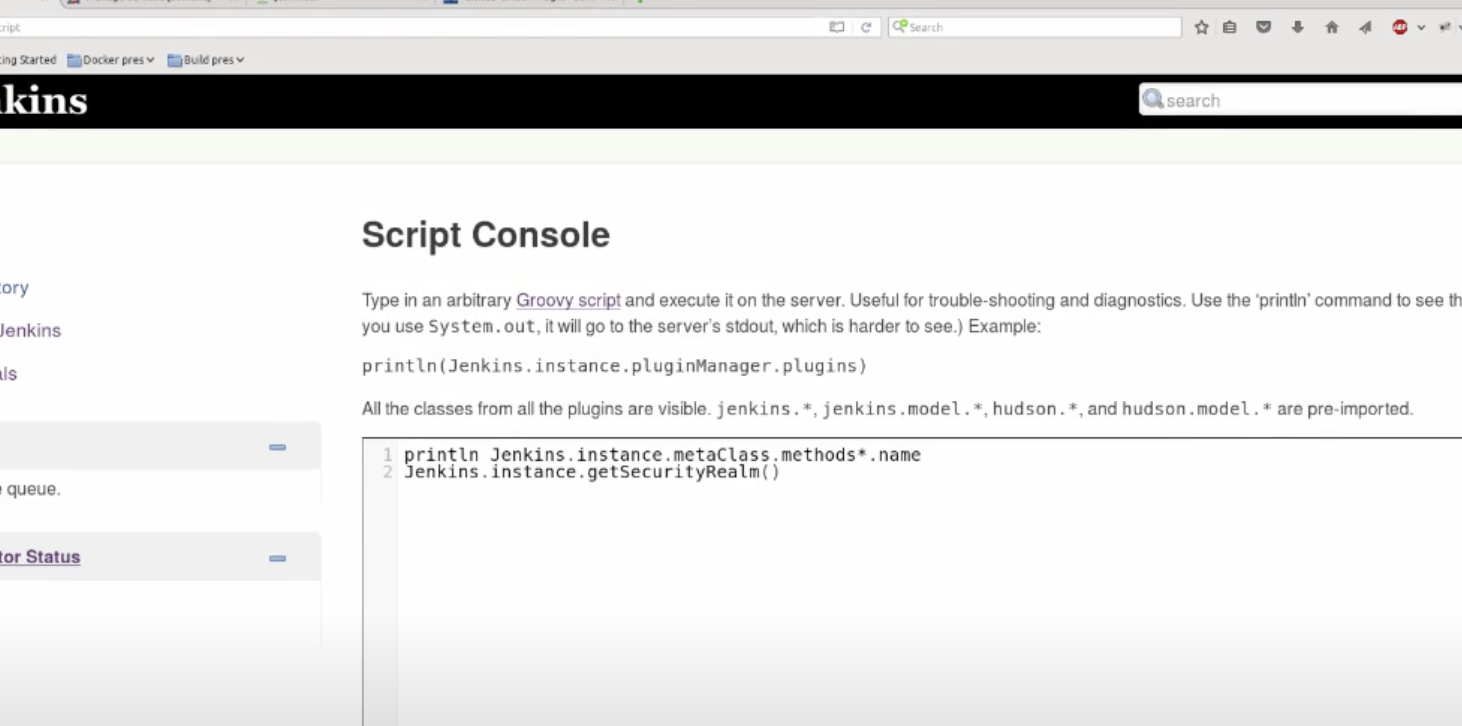 cript
Search
ing Started Docker pres Build pres
kins
search
Script Console
tory
Type in an arbitrary Groovy script and execute it on the server. Useful for trouble-shooting and diagnostics. Use the 'println' command to see th
you use System.out, it will go to the server's stdout, which is harder to see.) Example:
Jenkins
println(Jenkins.instance.pluginManager.plugins)
als
All the classes from all the plugins are visible. jenkins.*, jenkins.model.*, hudson.*, and hudson.model.* are pre-imported.
1 println Jenkins.instance.metaClass.methods*.name
2 Jenkins.instance.getSecurityRealm()
e queue.
tor Status